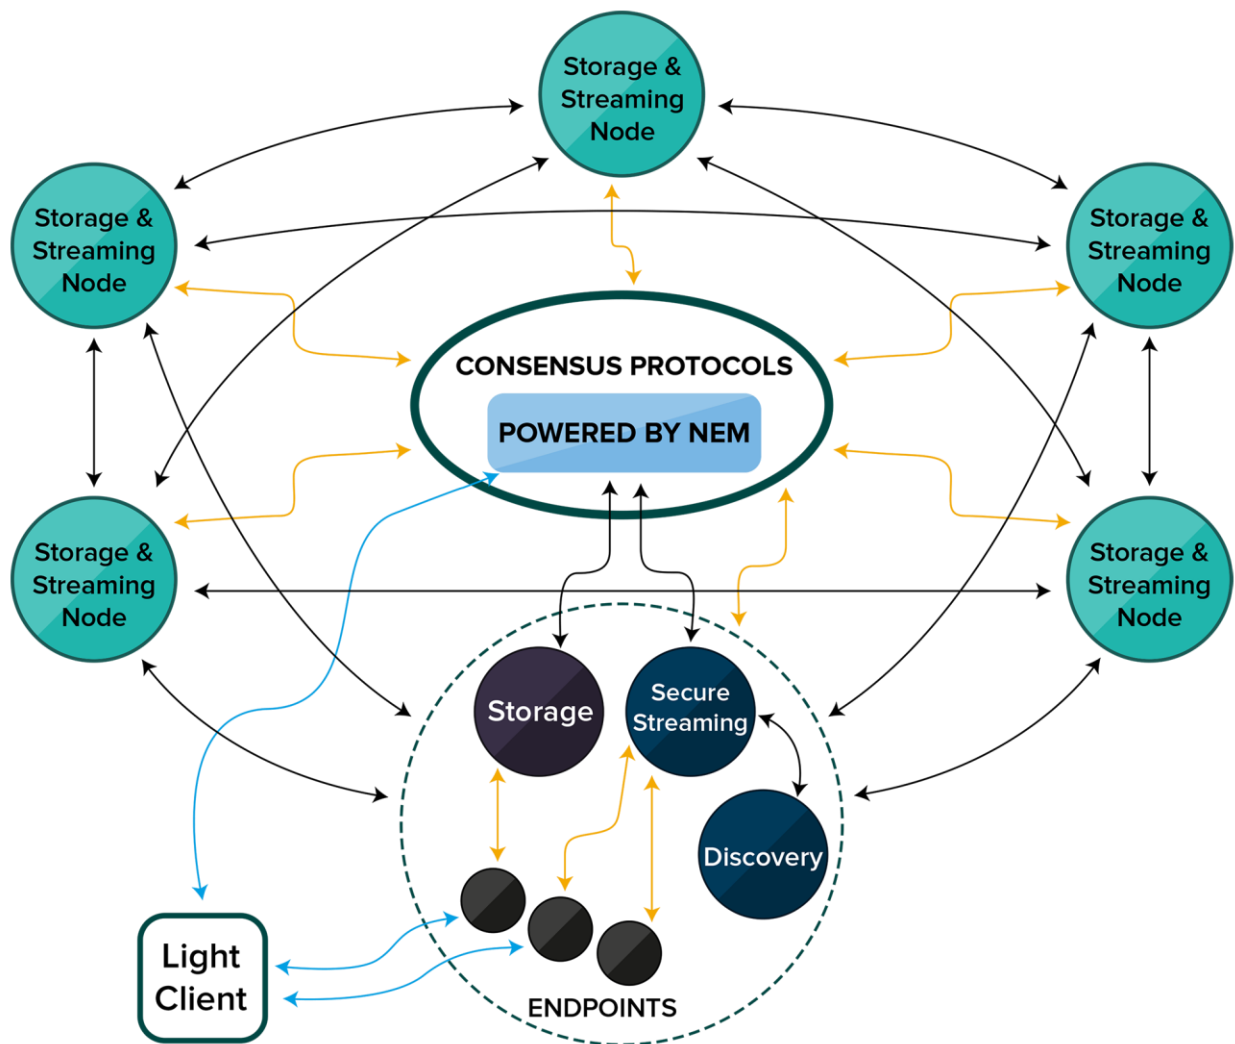 Storage &
Streaming
Node
Storage &
Streaming
Node
Storage &
Streaming
Node
CONSENSUS PROTOCOLS
POWERED BY NEM
Storage &
Streaming
Node
Storage &
Streaming
Node
Storage
Secure
Streaming
Discovery
Light
Client
ENDPOINTS